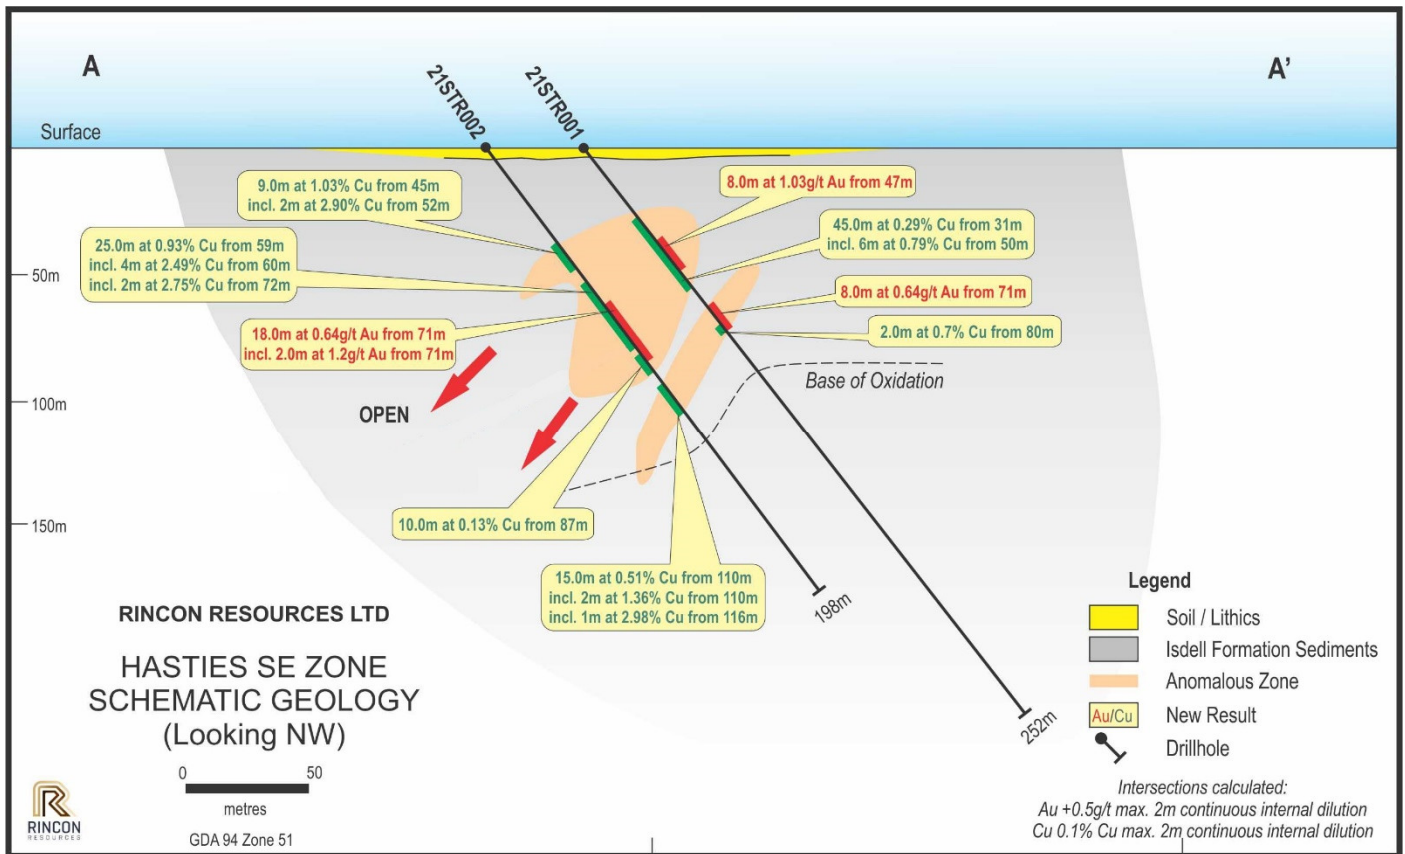 A
A'
21STR002
21STR001
Surface
9.0m at 1.03% Cu from 45m
incl. 2m at 2.90% Cu from 52m
8.0m at 1.03g/t Au from 47m
25.0m at 0.93% Cu from 59m
incl. 4m at 2.49% Cu from 60m
incl. 2m at 2.75% Cu from 72m
45.0m at 0.29% Cu from 31m
incl. 6m at 0.79% Cu from 50m
50m
8.0m at 0.64g/t Au from 71m
18.0m at 0.64g/t Au from 71m
incl. 2.0m at 1.2g/t Au from 71m
2.0m at 0.7% Cu from 80m
Base of Oxidation
100m
OPEN
10.0m at 0.13% Cu from 87m
150m
15.0m at 0.51% Cu from 110m
incl. 2m at 1.36% Cu from 110m
incl. 1m at 2.98% Cu from 116m
198m
252m
RINCON RESOURCES LTD
HASTIES SE ZONE
SCHEMATIC GEOLOGY
(Looking NW)
0 50
metres
GDA 94 Zone 51
RINCON
RESOURCES
Legend
Soil / Lithics
Isdell Formation Sediments
Anomalous Zone
Au/Cu New Result
Drillhole
Intersections calculated:
Au +0.5g/t max. 2m continuous internal dilution
Cu 0.1% Cu max. 2m continuous internal dilution